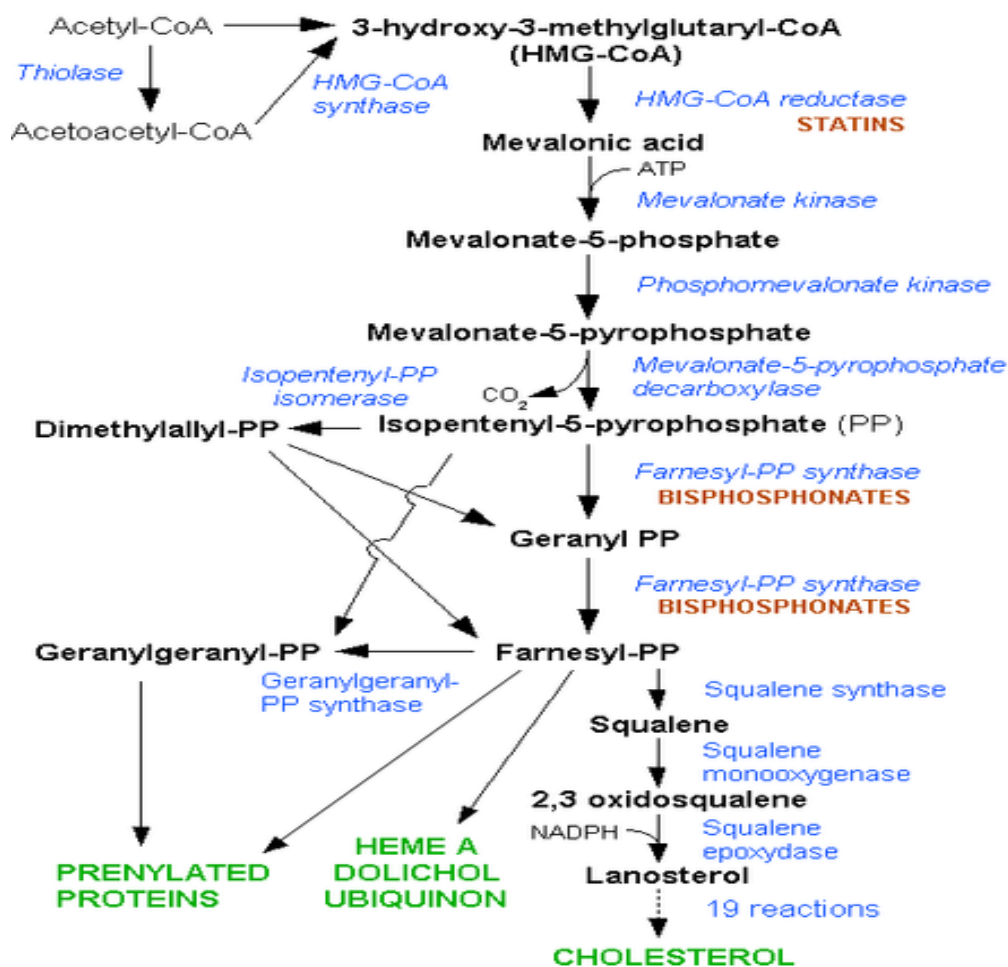 Acetyl-CoA
3-hydroxy-3-methylglutaryl-CoA
(HMG-CoA)
Thiolase
HMG-CoA
synthase
HMG-CoA reductase
STATINS
Acetoacetyl-CoA
Mevalonic acid
ATP
Mevalonate kinase
Mevalonate-5-phosphate
Phosphomevalonate kinase
Mevalonate-5-pyrophosphate
Isopentenyl-PP
isomerase
CO2
Mevalonate-5-pyrophosphate
decarboxylase
Dimethylallyl-PP
Isopentenyl-5-pyrophosphate (PP)
Farnesyl-PP synthase
BISPHOSPHONATES
Geranyl PP
Farnesyl-PP synthase
BISPHOSPHONATES
Geranylgeranyl-PP
Farnesyl-PP
Geranylgeranyl-
PP synthase
Squalene synthase
Squalene
Squalene
monooxygenase
2,3 oxidosqualene
NADPH
Squalene
epoxydase
Lanosterol
PRENYLATED
PROTEINS
HEME A
DOLICHOL
UBIQUINON
19 reactions
CHOLESTEROL